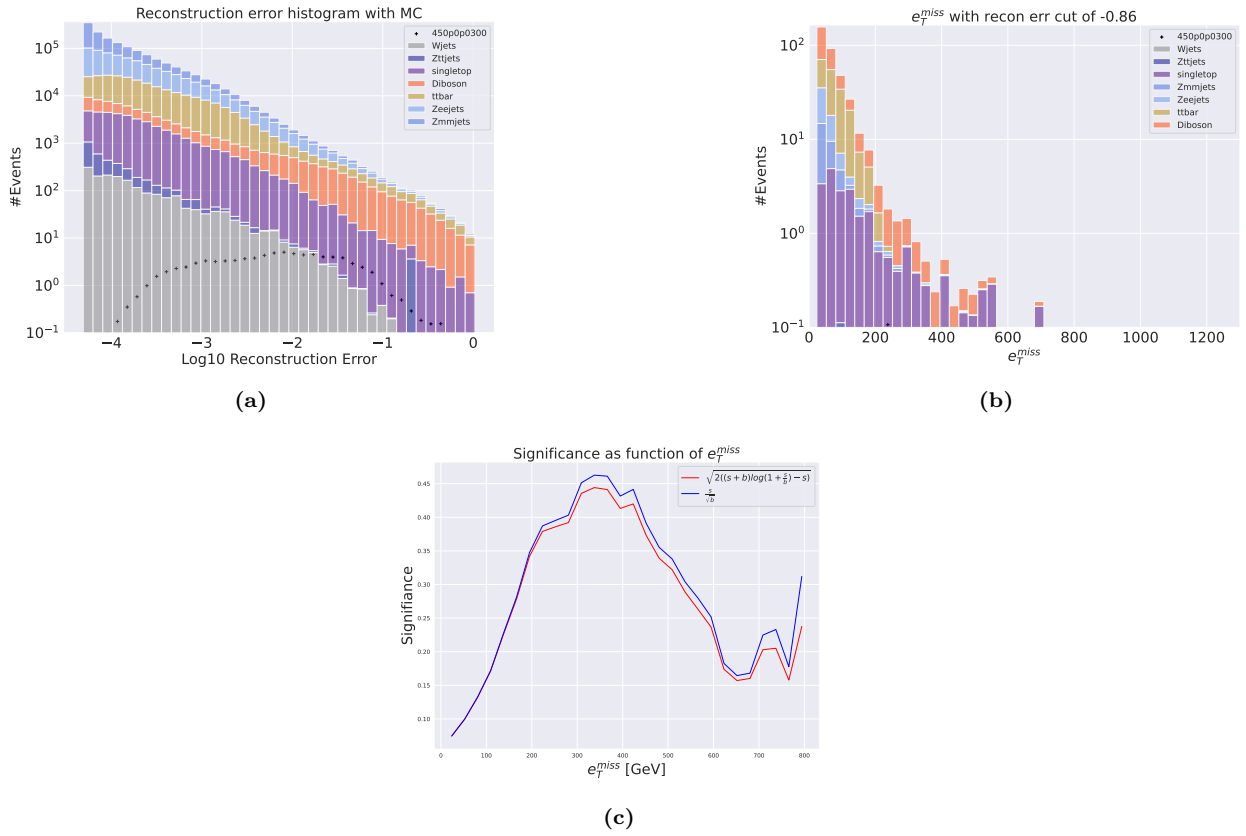 Reconstruction error histogram with MC
#Events
10^5
10^4
10^3
10^2
10^1
10^0
10^−1
450p0p0300
Wjets
Zttjets
singletop
Diboson
ttbar
Zeejets
Zmmjets
−4
−3
−2
−1
0
Log10 Reconstruction Error
(a)
e_T^{miss} with recon err cut of -0.86
#Events
10^2
10^1
10^0
10^−1
450p0p0300
Wjets
Zttjets
singletop
Zmmjets
Zeejets
ttbar
Diboson
0
200
400
600
800
1000
1200
e_T^{miss}
(b)
Significance as function of e_T^{miss}
Signifiance
0.45
0.40
0.35
0.30
0.25
0.20
0.15
0.10
√2((s + b)log(1 + s/b) − s)
s/√b
0
100
200
300
400
500
600
700
800
e_T^{miss} [GeV]
(c)